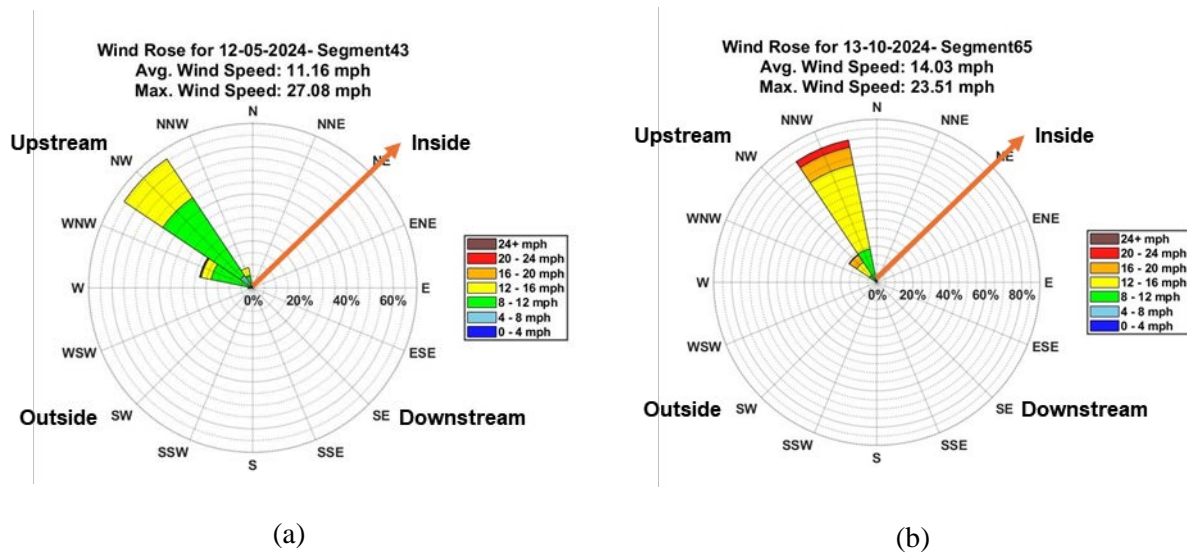 Wind Rose for 12-05-2024- Segment43
Avg. Wind Speed: 11.16 mph
Max. Wind Speed: 27.08 mph
N
NNW
NNE
Upstream
Inside
NW
NE
WNW
ENE
24+ mph
20 - 24 mph
16 - 20 mph
12 - 16 mph
8 - 12 mph
4 - 8 mph
0 - 4 mph
W
E
0%
20%
40%
60%
WSW
ESE
Outside
SW
SE
Downstream
SSW
SSE
S
(a)
Wind Rose for 13-10-2024- Segment65
Avg. Wind Speed: 14.03 mph
Max. Wind Speed: 23.51 mph
N
NNW
NNE
Upstream
Inside
NW
NE
WNW
ENE
24+ mph
20 - 24 mph
16 - 20 mph
12 - 16 mph
8 - 12 mph
4 - 8 mph
0 - 4 mph
W
E
0%
20%
40%
60%
80%
WSW
ESE
Outside
SW
SE
Downstream
SSW
SSE
S
(b)